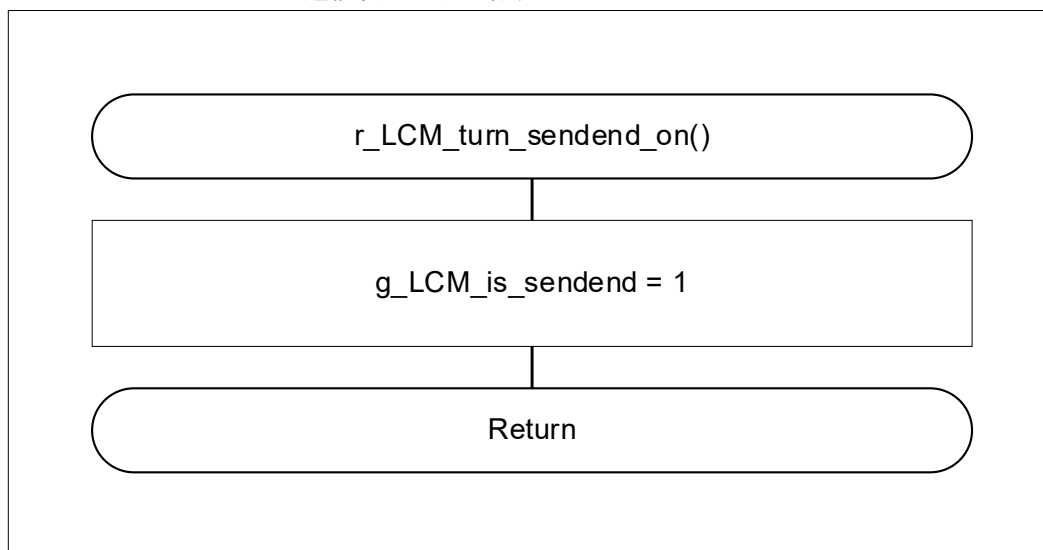 r_LCM_turn_sendend_on()
g_LCM_is_sendend = 1
Return